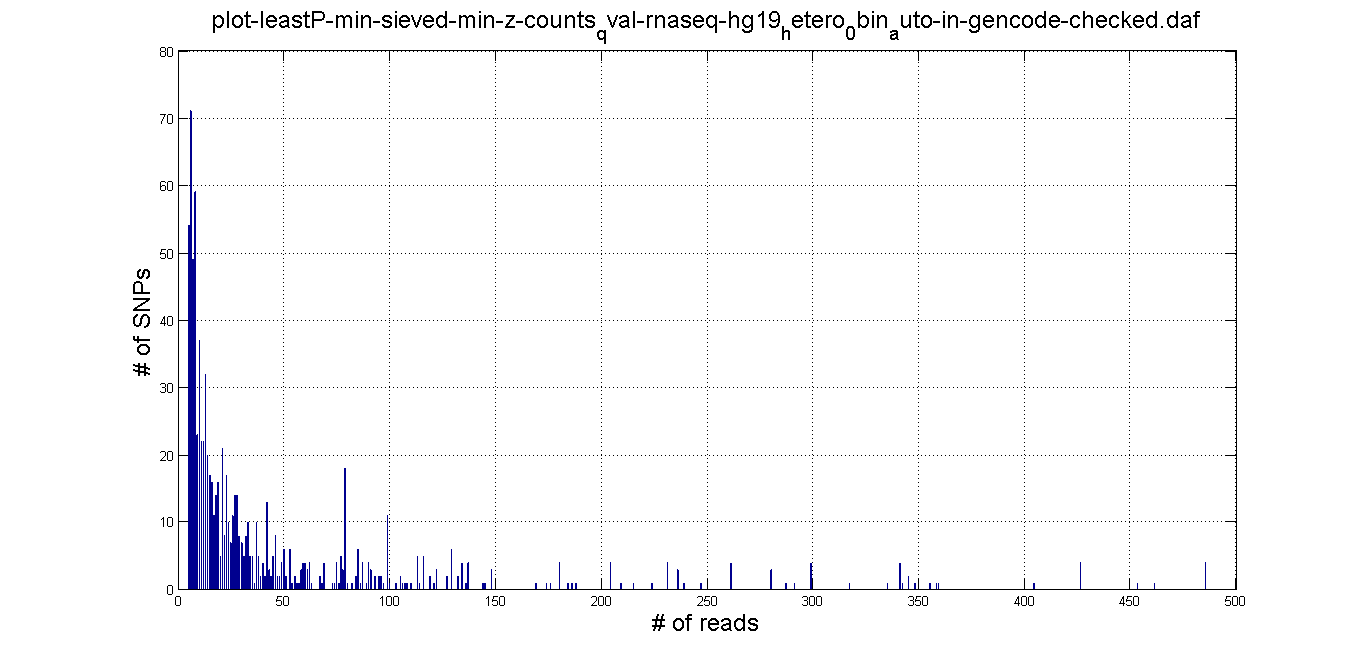 plot-leastP-min-sieved-min-z-counts_qval-rnaseq-hg19_hetero_0bin_auto-in-gencode-checked.daf
80
70
60
50
40
30
20
10
0
# of SNPs
0 50 100 150 200 250 300 350 400 450 500
# of reads